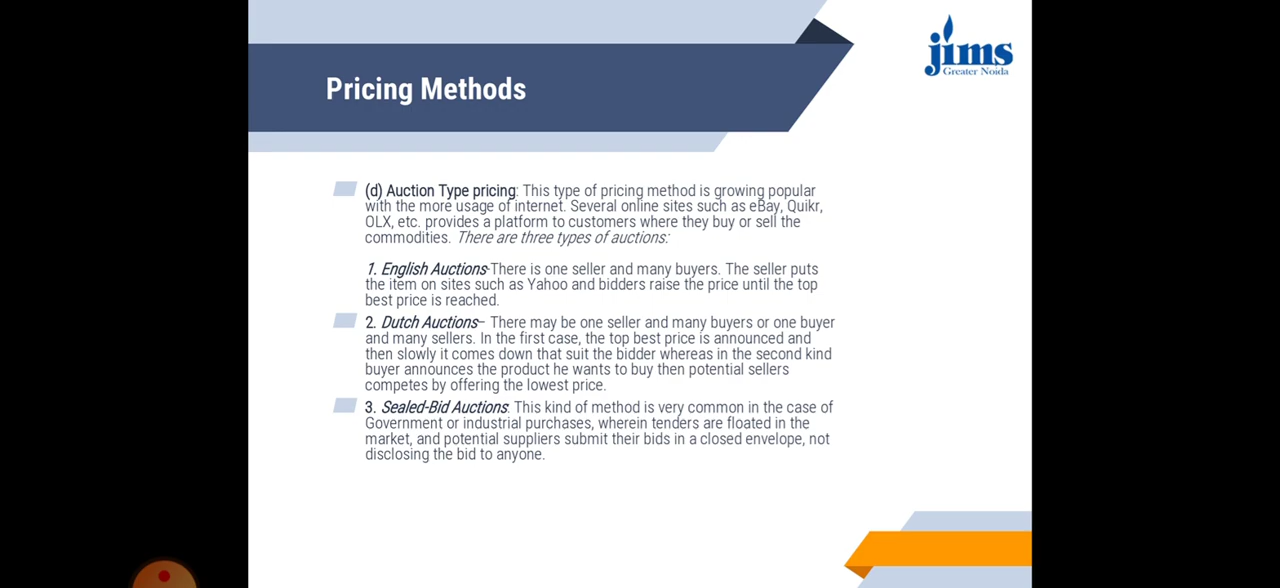 jims
Greater Noida
Pricing Methods
(d) Auction Type pricing: This type of pricing method is growing popular
with the more usage of internet. Several online sites such as eBay, Quikr,
OLX, etc. provides a platform to customers where they buy or sell the
commodities. There are three types of auctions:
1. English Auctions-There is one seller and many buyers. The seller puts
the item on sites such as Yahoo and bidders raise the price until the top
best price is reached.
2. Dutch Auctions– There may be one seller and many buyers or one buyer
and many sellers. In the first case, the top best price is announced and
then slowly it comes down that suit the bidder whereas in the second kind
buyer announces the product he wants to buy then potential sellers
competes by offering the lowest price.
3. Sealed-Bid Auctions: This kind of method is very common in the case of
Government or industrial purchases, wherein tenders are floated in the
market, and potential suppliers submit their bids in a closed envelope, not
disclosing the bid to anyone.